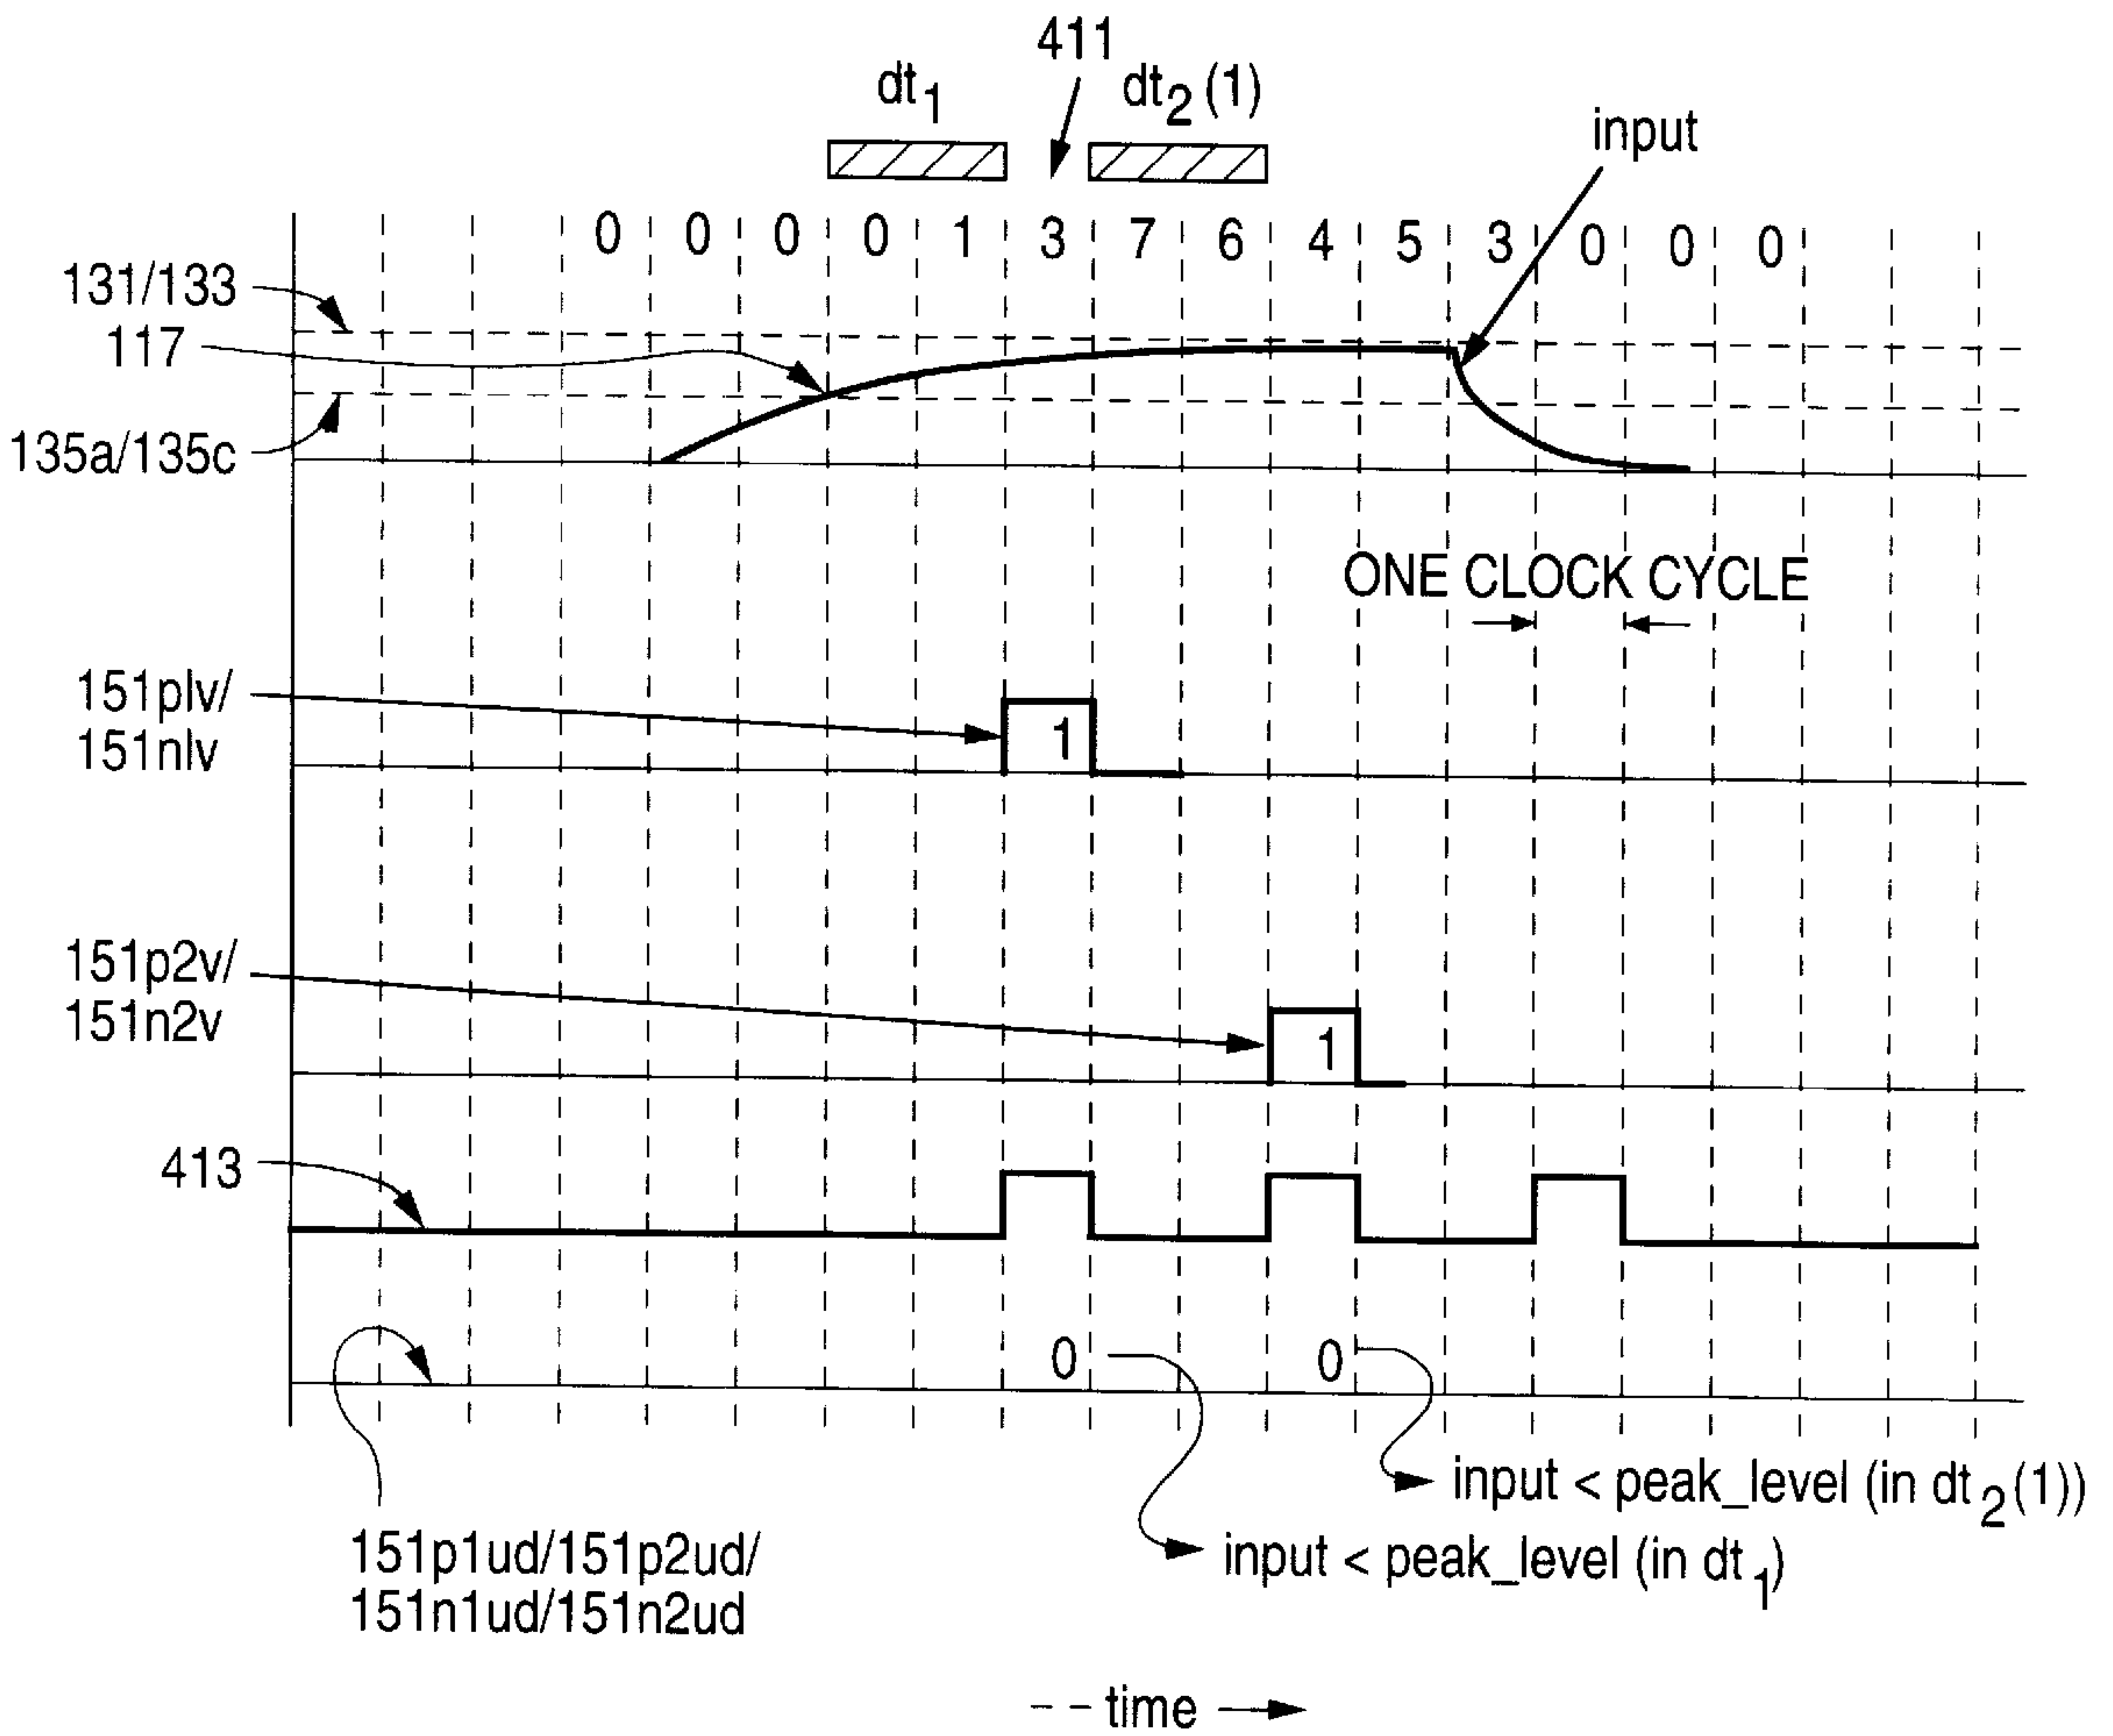 411
dt1 dt2 (1)
input
0 0 0 0 1 3 7 6 4 5 3 0 0 0
131/133
117
135a/135c
ONE CLOCK CYCLE
151plv/
151nlv
1
151p2v/
151n2v
1
413
0 0
input < peak_level (in dt2(1))
input < peak_level (in dt1)
151p1ud/151p2ud/
151n1ud/151n2ud
-- time